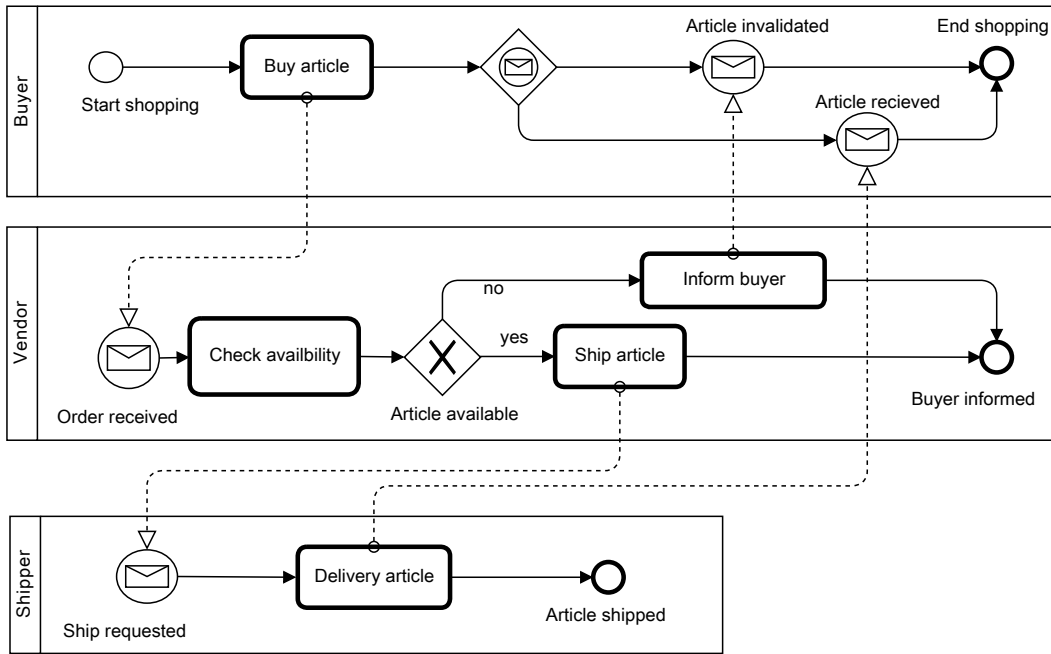 Buyer
Start shopping
Buy article
Article invalidated
End shopping
Article recieved
Vendor
Order received
Check availbility
Article available
no
yes
Inform buyer
Ship article
Buyer informed
Shipper
Ship requested
Delivery article
Article shipped